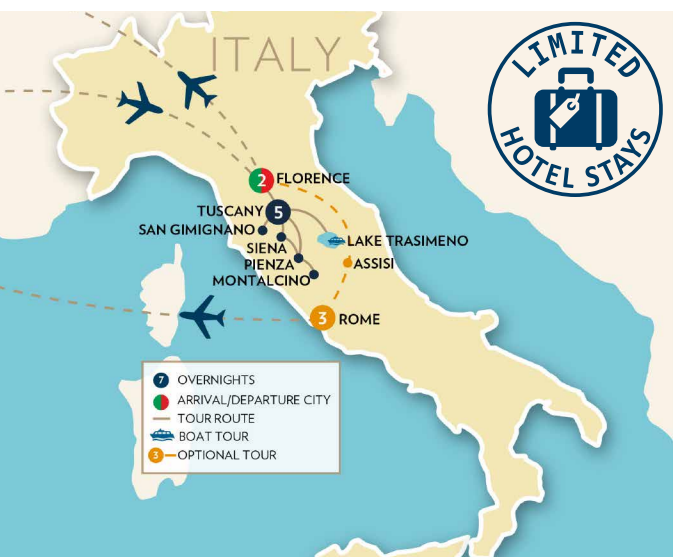 ITALY
LIMITED
HOTEL STAYS
2 FLORENCE
TUSCANY 5
SAN GIMIGNANO
SIENA
LAKE TRASIMENO
PIENZA
ASSISI
MONTALCINO
3 ROME
7 OVERNIGHTS
ARRIVAL/DEPARTURE CITY
TOUR ROUTE
BOAT TOUR
3 OPTIONAL TOUR